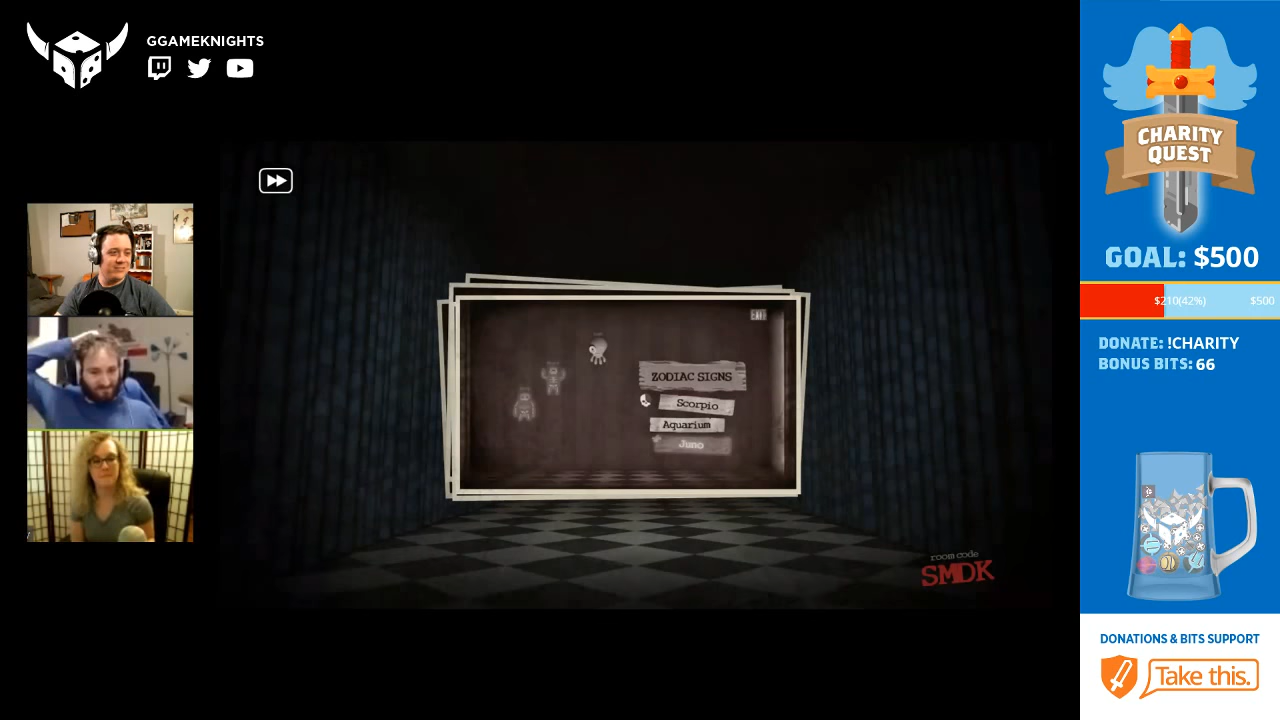 GGAMEKNIGHTS
ZODIAC SIGNS
Scorpio
Aquarium
Juno
room code
SMDK
CHARITY
QUEST
GOAL: $500
$210(42%)
$500
DONATE: !CHARITY
BONUS BITS: 66
DONATIONS & BITS SUPPORT
Take this.